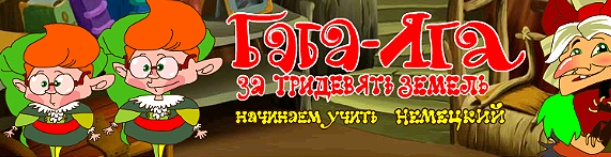 Баба-Яга
за тридевять земель
начинаем учить немецкий